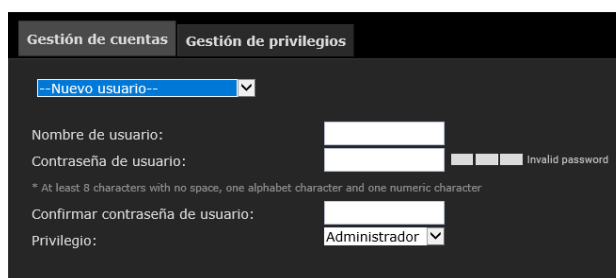 Gestión de cuentas Gestión de privilegios
--Nuevo usuario--
Nombre de usuario:
Contraseña de usuario: Invalid password
* At least 8 characters with no space, one alphabet character and one numeric character
Confirmar contraseña de usuario:
Privilegio: Administrador